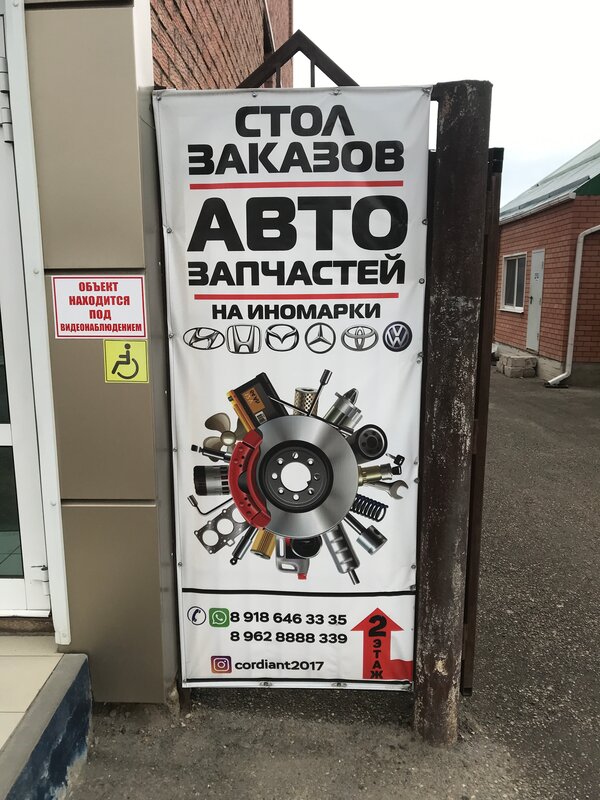 СТОЛ
ЗАКАЗОВ
АВТО
ЗАПЧАСТЕЙ
НА ИНОМАРКИ
8 918 646 33 35
8 962 8888 339
cordiant2017
2
ЭТАЖ
ОБЪЕКТ
НАХОДИТСЯ
ПОД
ВИДЕОНАБЛЮДЕНИЕМ